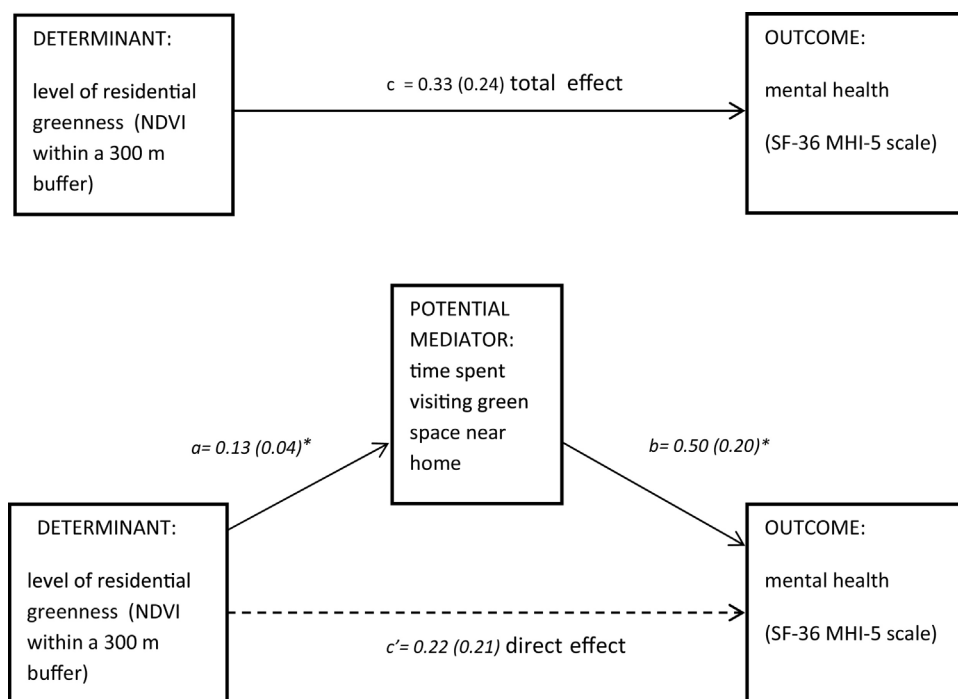 DETERMINANT:
level of residential
greenness (NDVI
within a 300 m
buffer)
c = 0.33 (0.24) total effect
OUTCOME:
mental health
(SF-36 MHI-5 scale)
POTENTIAL
MEDIATOR:
time spent
visiting green
space near
home
a= 0.13 (0.04)*
b= 0.50 (0.20)*
DETERMINANT:
level of residential
greenness (NDVI
within a 300 m
buffer)
c’= 0.22 (0.21) direct effect
OUTCOME:
mental health
(SF-36 MHI-5 scale)